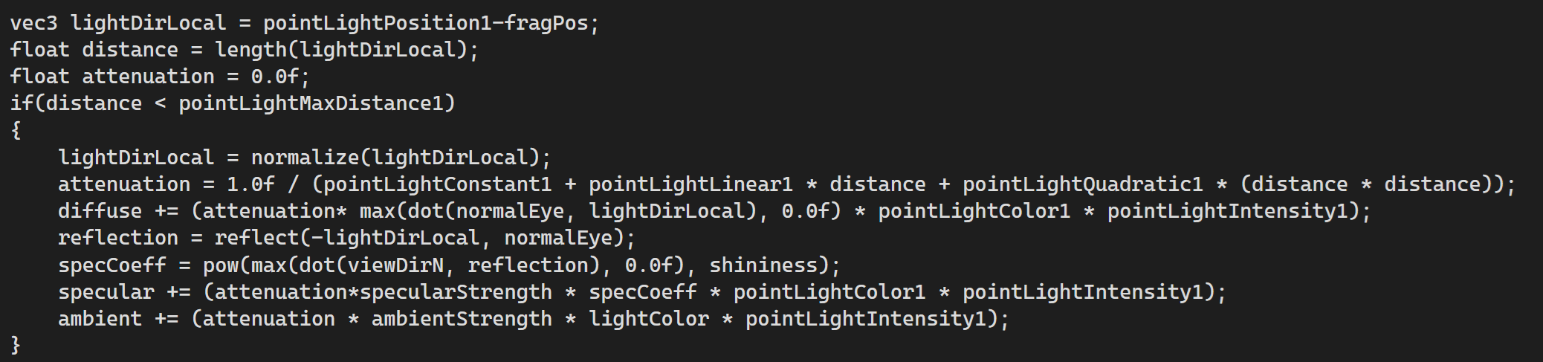 vec3 lightDirLocal = pointLightPosition1-fragPos;
float distance = length(lightDirLocal);
float attenuation = 0.0f;
if(distance < pointLightMaxDistance1)
{
    lightDirLocal = normalize(lightDirLocal);
    attenuation = 1.0f / (pointLightConstant1 + pointLightLinear1 * distance + pointLightQuadratic1 * (distance * distance));
    diffuse += (attenuation* max(dot(normalEye, lightDirLocal), 0.0f) * pointLightColor1 * pointLightIntensity1);
    reflection = reflect(-lightDirLocal, normalEye);
    specCoeff = pow(max(dot(viewDirN, reflection), 0.0f), shininess);
    specular += (attenuation*specularStrength * specCoeff * pointLightColor1 * pointLightIntensity1);
    ambient += (attenuation * ambientStrength * lightColor * pointLightIntensity1);
}